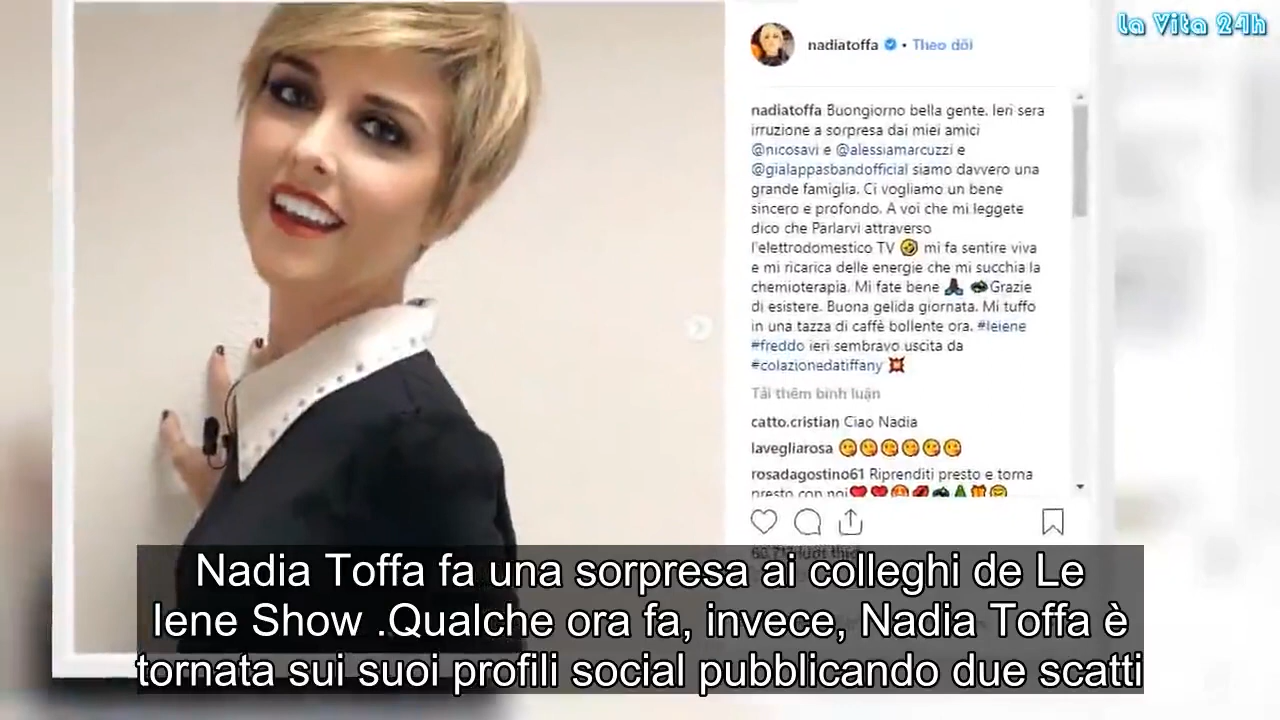 la Vita 24h
nadiatoffa • Theo dõi
nadiatoffa Buongiorno bella gente. Ieri sera
irruzione a sorpresa dai miei amici
@nicosavi e @alessiamarcuzzi e
@gialappasbandofficial siamo davvero una
grande famiglia. Ci vogliamo un bene
sincero e profondo. A voi che mi leggete
dico che Parlarvi attraverso
l'elettrodomestico TV 🤣 mi fa sentire viva
e mi ricarica delle energie che mi succhia la
chemioterapia. Mi fate bene Grazie
di esistere. Buona gelida giornata. Mi tuffo
in una tazza di caffè bollente ora. #leiene
#freddo ieri sembravo uscita da
#colazionedatiffany 💥
Tải thêm bình luận
catto.cristian Ciao Nadia
lavegliarosa 😘😘😘😘😘😘
rosadagostino61 Riprenditi presto e torna
presto con noi
lượt thích
Nadia Toffa fa una sorpresa ai colleghi de Le
Iene Show .Qualche ora fa, invece, Nadia Toffa è
tornata sui suoi profili social pubblicando due scatti